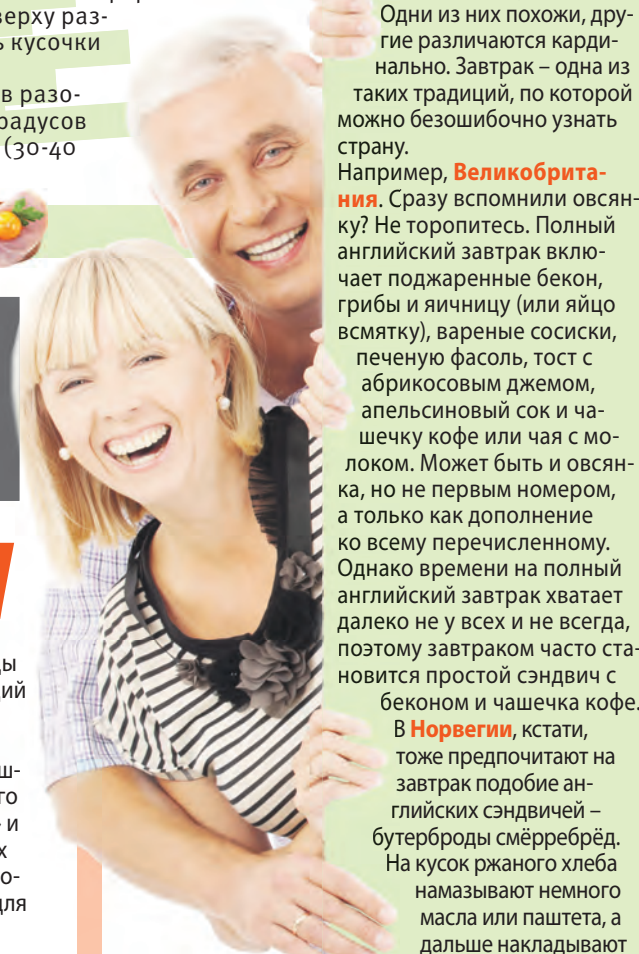 верху раз-
кусочки
в разо-
радусов
(30-40
ды
ий
ш-
го
и
х
о-
для
Одни из них похожи, дру-
гие различаются карди-
нально. Завтрак – одна из
таких традиций, по которой
можно безошибочно узнать
страну.
Например, Великобрита-
ния. Сразу вспомнили овсян-
ку? Не торопитесь. Полный
английский завтрак вклю-
чает поджаренные бекон,
грибы и яичницу (или яйцо
всмятку), вареные сосиски,
печеную фасоль, тост с
абрикосовым джемом,
апельсиновый сок и ча-
шечку кофе или чая с мо-
локом. Может быть и овсян-
ка, но не первым номером,
а только как дополнение
ко всему перечисленному.
Однако времени на полный
английский завтрак хватает
далеко не у всех и не всегда,
поэтому завтраком часто ста-
новится простой сэндвич с
беконом и чашечка кофе.
В Норвегии, кстати,
тоже предпочитают на
завтрак подобие ан-
глийских сэндвичей –
бутерброды смёрребрёд.
На кусок ржаного хлеба
намазывают немного
масла или паштета, а
дальше накладывают